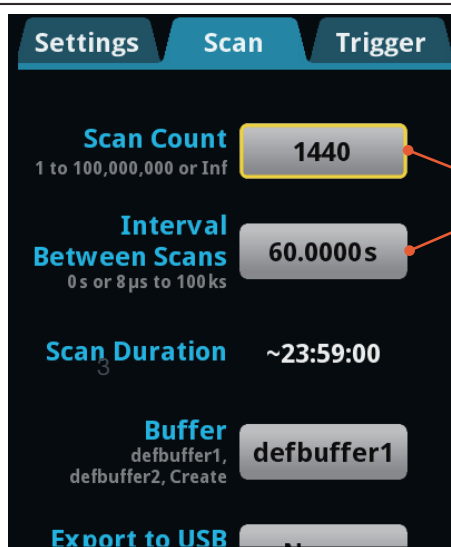 Settings Scan Trigger
Scan Count
1440
1 to 100,000,000 or Inf
Interval
Between Scans
60.0000s
0s or 8µs to 100ks
Scan Duration ~23:59:00
3
Buffer
defbuffer1,
defbuffer1
defbuffer2, Create
Export to USB